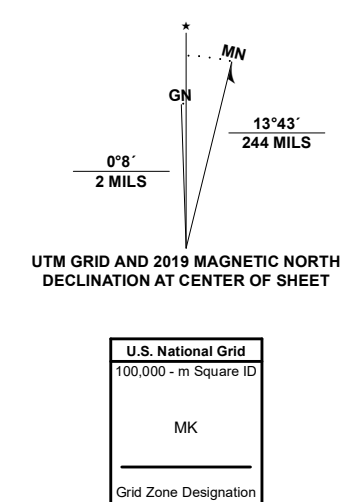 ★
MN
GN
13°43´
244 MILS
0°8´
2 MILS
UTM GRID AND 2019 MAGNETIC NORTH
DECLINATION AT CENTER OF SHEET
U.S. National Grid
100,000 - m Square ID
MK
Grid Zone Designation